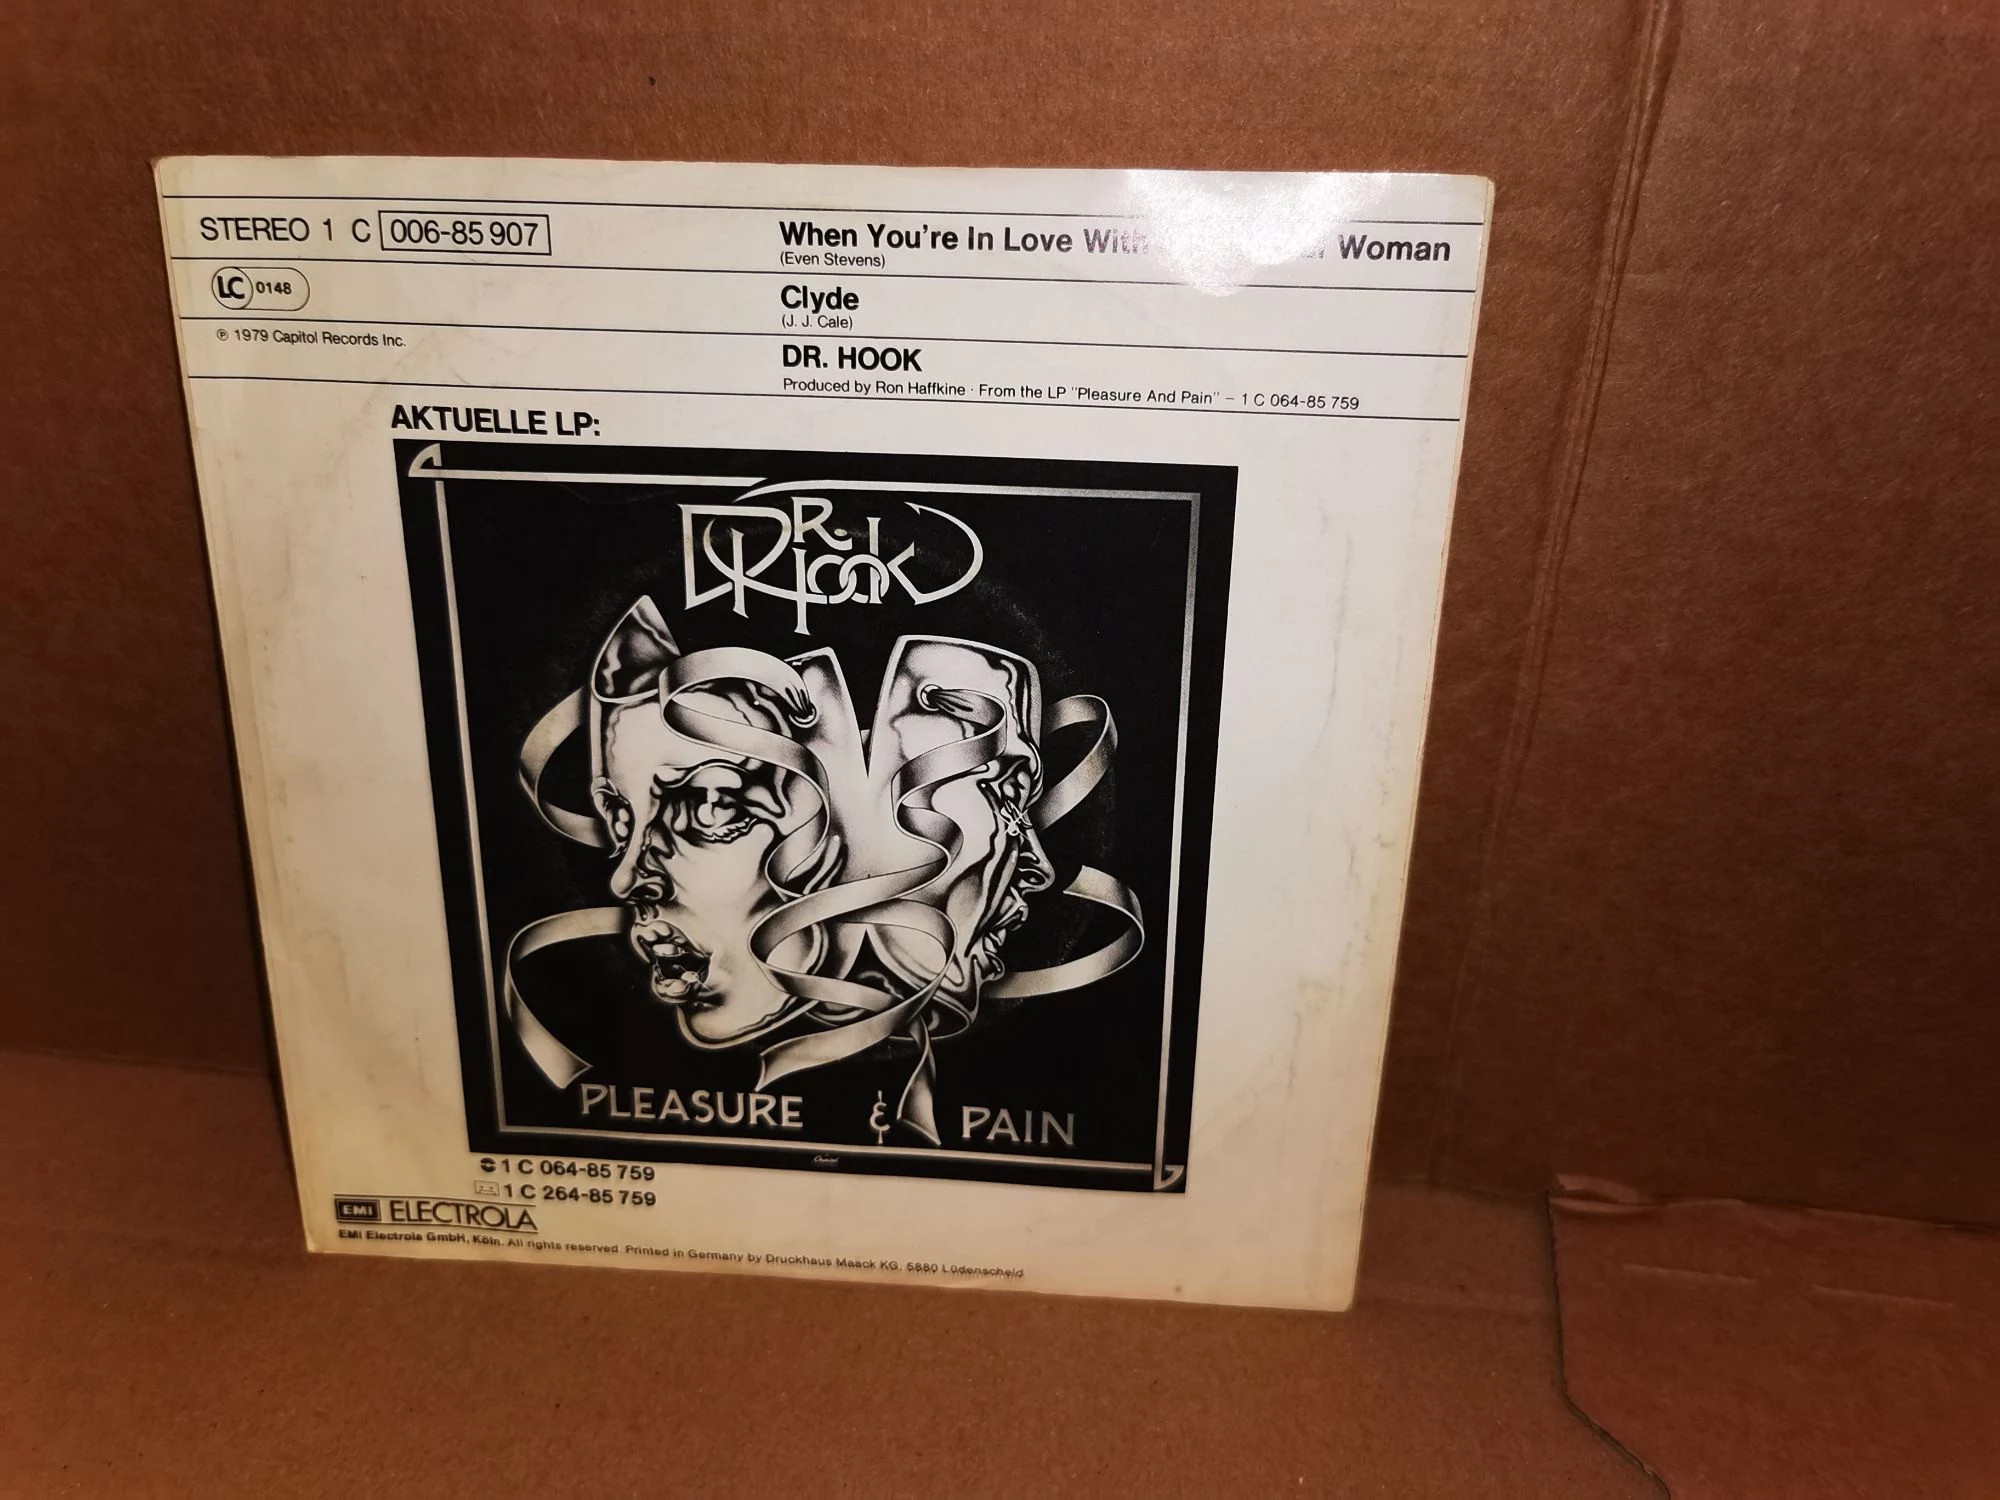 STEREO 1 C 006-85 907
When You're In Love With Woman
(Even Stevens)
LC 0148
Clyde
(J. J. Cale)
℗ 1979 Capitol Records Inc.
DR. HOOK
Produced by Ron Haffkine · From the LP "Pleasure And Pain" – 1 C 064-85 759
AKTUELLE LP:
DR. HOOK
PLEASURE & PAIN
Capitol
1 C 064-85 759
1 C 264-85 759
EMI ELECTROLA
EMI Electrola GmbH, Köln. All rights reserved. Printed in Germany by Druckhaus Maack KG, 5880 Lüdenscheid